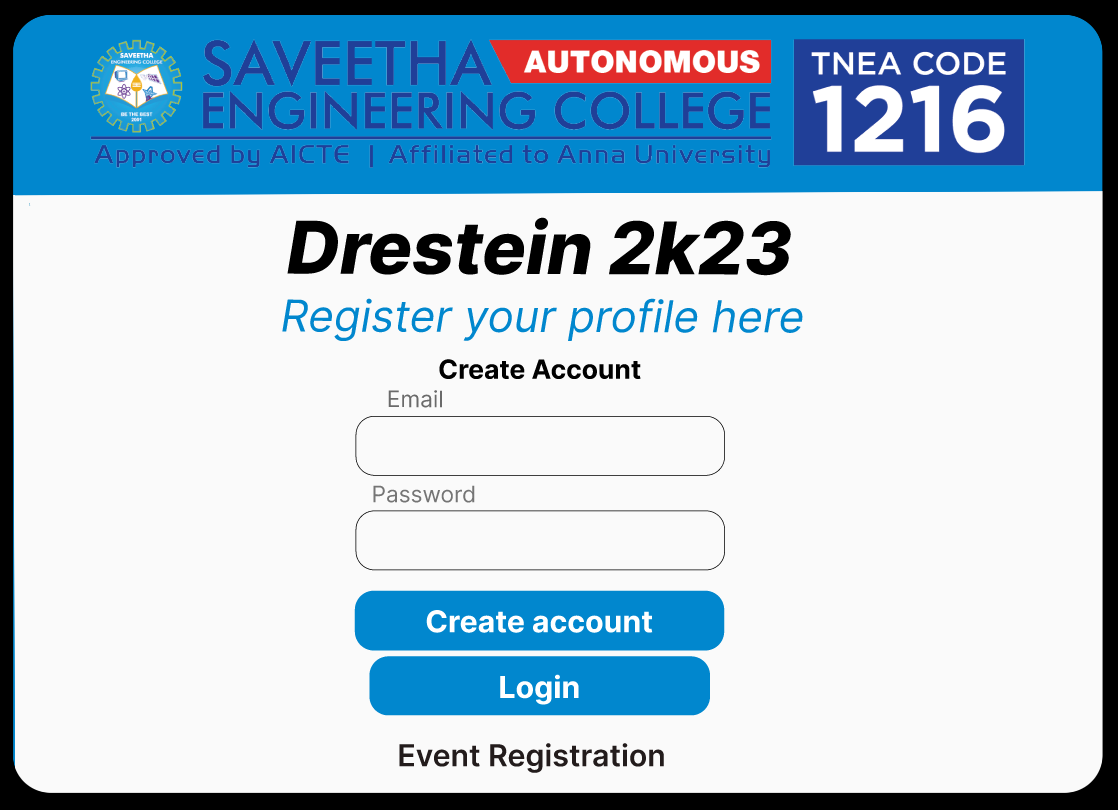 SAVEETHA
ENGINEERING COLLEGE
BE THE BEST
2001
SAVEETHA AUTONOMOUS
ENGINEERING COLLEGE
Approved by AICTE | Affiliated to Anna University
TNEA CODE
1216
Drestein 2k23
Register your profile here
Create Account
Email
Password
Create account
Login
Event Registration